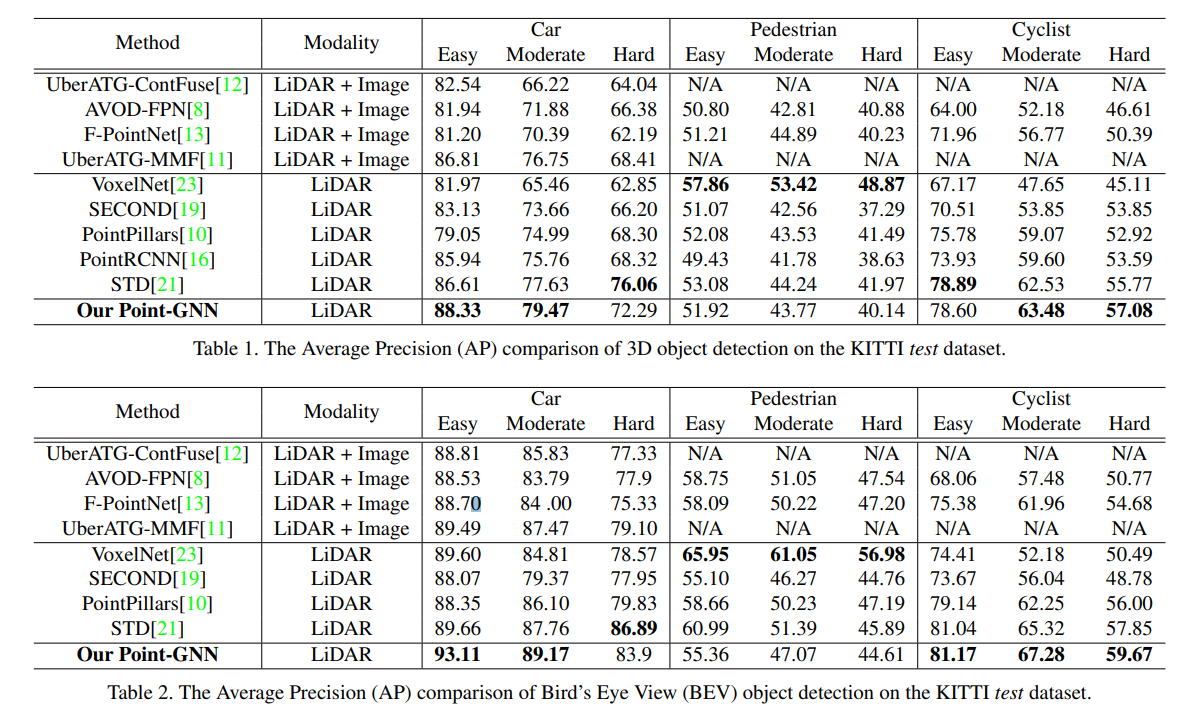 Method Modality Car Pedestrian Cyclist
Easy Moderate Hard Easy Moderate Hard Easy Moderate Hard
UberATG-ContFuse[12] LiDAR + Image 82.54 66.22 64.04 N/A N/A N/A N/A N/A N/A
AVOD-FPN[8] LiDAR + Image 81.94 71.88 66.38 50.80 42.81 40.88 64.00 52.18 46.61
F-PointNet[13] LiDAR + Image 81.20 70.39 62.19 51.21 44.89 40.23 71.96 56.77 50.39
UberATG-MMF[11] LiDAR + Image 86.81 76.75 68.41 N/A N/A N/A N/A N/A N/A
VoxelNet[23] LiDAR 81.97 65.46 62.85 57.86 53.42 48.87 67.17 47.65 45.11
SECOND[19] LiDAR 83.13 73.66 66.20 51.07 42.56 37.29 70.51 53.85 53.85
PointPillars[10] LiDAR 79.05 74.99 68.30 52.08 43.53 41.49 75.78 59.07 52.92
PointRCNN[16] LiDAR 85.94 75.76 68.32 49.43 41.78 38.63 73.93 59.60 53.59
STD[21] LiDAR 86.61 77.63 76.06 53.08 44.24 41.97 78.89 62.53 55.77
Our Point-GNN LiDAR 88.33 79.47 72.29 51.92 43.77 40.14 78.60 63.48 57.08
Table 1. The Average Precision (AP) comparison of 3D object detection on the KITTI test dataset.
Method Modality Car Pedestrian Cyclist
Easy Moderate Hard Easy Moderate Hard Easy Moderate Hard
UberATG-ContFuse[12] LiDAR + Image 88.81 85.83 77.33 N/A N/A N/A N/A N/A N/A
AVOD-FPN[8] LiDAR + Image 88.53 83.79 77.9 58.75 51.05 47.54 68.06 57.48 50.77
F-PointNet[13] LiDAR + Image 88.70 84 .00 75.33 58.09 50.22 47.20 75.38 61.96 54.68
UberATG-MMF[11] LiDAR + Image 89.49 87.47 79.10 N/A N/A N/A N/A N/A N/A
VoxelNet[23] LiDAR 89.60 84.81 78.57 65.95 61.05 56.98 74.41 52.18 50.49
SECOND[19] LiDAR 88.07 79.37 77.95 55.10 46.27 44.76 73.67 56.04 48.78
PointPillars[10] LiDAR 88.35 86.10 79.83 58.66 50.23 47.19 79.14 62.25 56.00
STD[21] LiDAR 89.66 87.76 86.89 60.99 51.39 45.89 81.04 65.32 57.85
Our Point-GNN LiDAR 93.11 89.17 83.9 55.36 47.07 44.61 81.17 67.28 59.67
Table 2. The Average Precision (AP) comparison of Bird's Eye View (BEV) object detection on the KITTI test dataset.